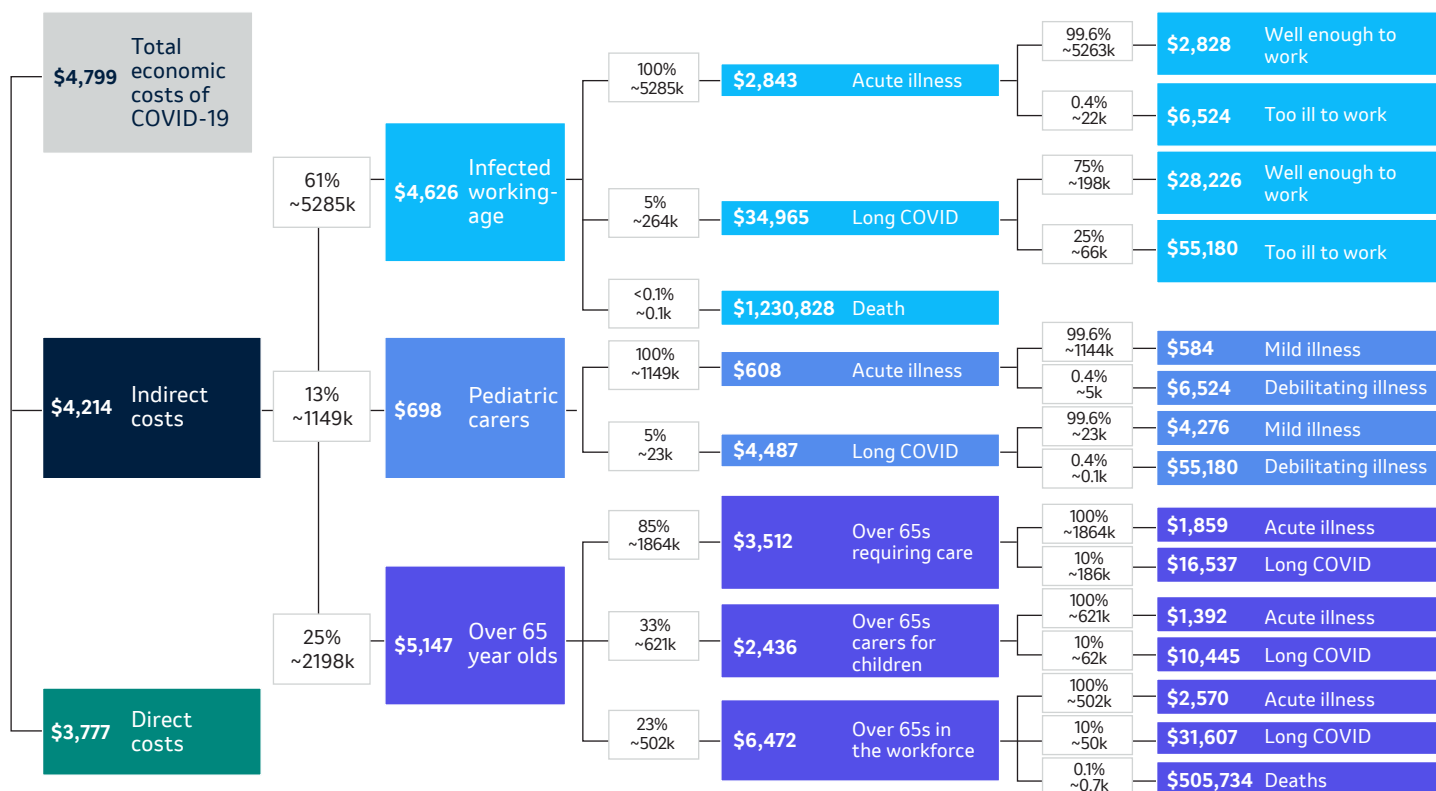 $4,799 Total
economic
costs of
COVID-19
$4,214 Indirect
costs
$3,777 Direct
costs
61%
~5285k
13%
~1149k
25%
~2198k
$4,626 Infected
working-
age
$698 Pediatric
carers
$5,147 Over 65
year olds
100%
~5285k
$2,843 Acute illness
99.6%
~5263k
$2,828 Well enough to
work
0.4%
~22k
$6,524 Too ill to work
5%
~264k
$34,965 Long COVID
75%
~198k
$28,226 Well enough to
work
25%
~66k
$55,180 Too ill to work
<0.1%
~0.1k
$1,230,828 Death
100%
~1149k
$608 Acute illness
99.6%
~1144k
$584 Mild illness
0.4%
~5k
$6,524 Debilitating illness
5%
~23k
$4,487 Long COVID
99.6%
~23k
$4,276 Mild illness
0.4%
~0.1k
$55,180 Debilitating illness
85%
~1864k
$3,512 Over 65s
requiring care
100%
~1864k
$1,859 Acute illness
10%
~186k
$16,537 Long COVID
33%
~621k
$2,436 Over 65s
carers for
children
100%
~621k
$1,392 Acute illness
10%
~62k
$10,445 Long COVID
23%
~502k
$6,472 Over 65s in
the workforce
100%
~502k
$2,570 Acute illness
10%
~50k
$31,607 Long COVID
0.1%
~0.7k
$505,734 Deaths